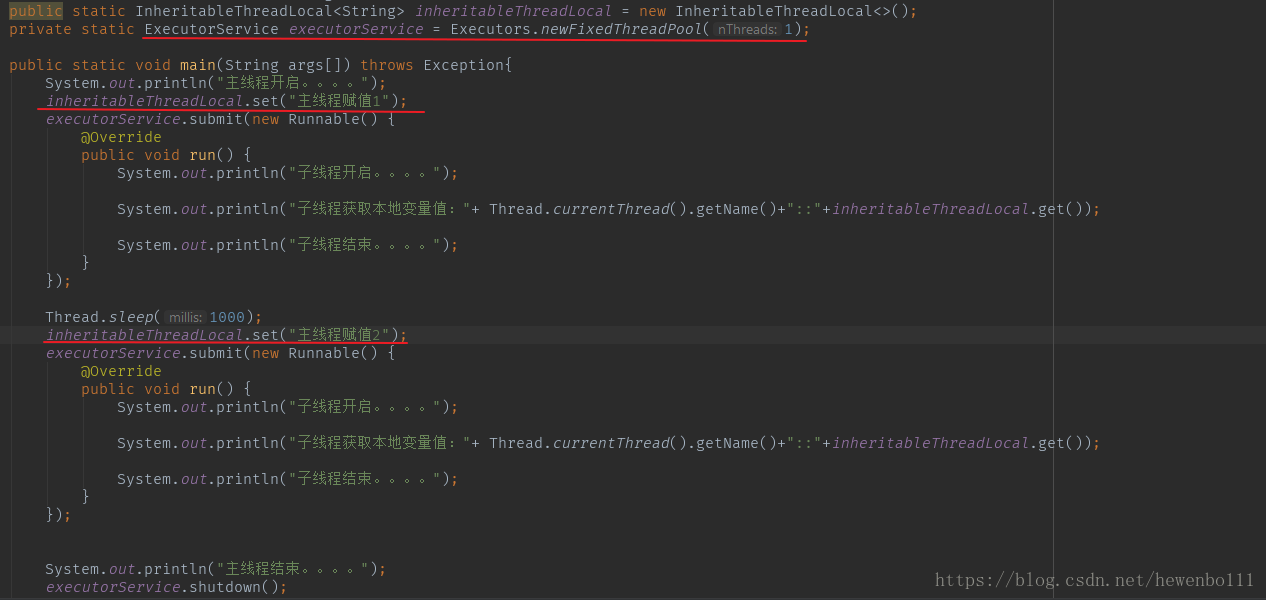 public static InheritableThreadLocal<String> inheritableThreadLocal = new InheritableThreadLocal<>();
private static ExecutorService executorService = Executors.newFixedThreadPool( nThreads: 1);
public static void main(String args[]) throws Exception{
System.out.println("主线程开启。。。。");
inheritableThreadLocal.set("主线程赋值1");
executorService.submit(new Runnable() {
@Override
public void run() {
System.out.println("子线程开启。。。。");
System.out.println("子线程获取本地变量值："+ Thread.currentThread().getName()+"::"+inheritableThreadLocal.get());
System.out.println("子线程结束。。。。");
}
});
Thread.sleep( millis: 1000);
inheritableThreadLocal.set("主线程赋值2");
executorService.submit(new Runnable() {
@Override
public void run() {
System.out.println("子线程开启。。。。");
System.out.println("子线程获取本地变量值："+ Thread.currentThread().getName()+"::"+inheritableThreadLocal.get());
System.out.println("子线程结束。。。。");
}
});
System.out.println("主线程结束。。。。");
executorService.shutdown();
https://blog.csdn.net/hewenbo111